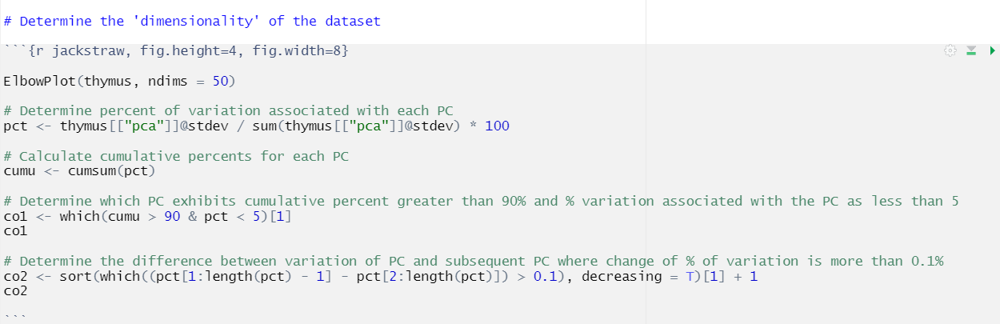 # Determine the 'dimensionality' of the dataset
```{r jackstraw, fig.height=4, fig.width=8}
ElbowPlot(thymus, ndims = 50)
# Determine percent of variation associated with each PC
pct <- thymus[["pca"]]@stdev / sum(thymus[["pca"]]@stdev) * 100
# Calculate cumulative percents for each PC
cumu <- cumsum(pct)
# Determine which PC exhibits cumulative percent greater than 90% and % variation associated with the PC as less than 5
co1 <- which(cumu > 90 & pct < 5)[1]
co1
# Determine the difference between variation of PC and subsequent PC where change of % of variation is more than 0.1%
co2 <- sort(which((pct[1:length(pct) - 1] - pct[2:length(pct)]) > 0.1), decreasing = T)[1] + 1
co2
```